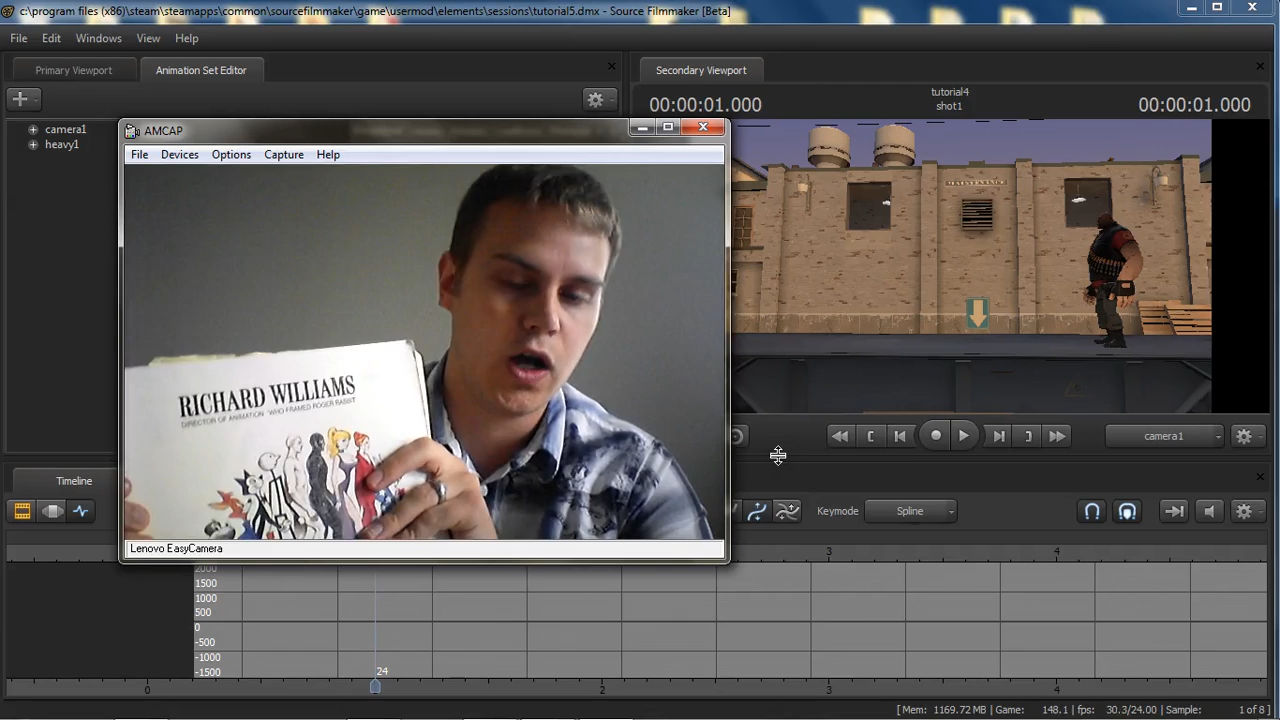 c:\program files (x86)\steam\steamapps\common\sourcefilmmaker\game\usermod\elements\sessions\tutorial5.dmx - Source Filmmaker [Beta]
File Edit Windows View Help
Primary Viewport Animation Set Editor
Secondary Viewport
00:00:01.000
tutorial4
shot1
00:00:01.000
camera1
heavy1
AMCAP
File Devices Options Capture Help
RICHARD WILLIAMS
DIRECTOR OF ANIMATION 'WHO FRAMED ROGER RABBIT
Lenovo EasyCamera
MAINTENANCE
camera1
Timeline
Keymode Spline
3 4
2000
1500
1000
500
0
-500
-1000
-1500
24
0 2 3 4
[ Mem: 1169.72 MB | Game: 148.1 | fps: 30.3/24.00 | Sample: 1 of 8 ]